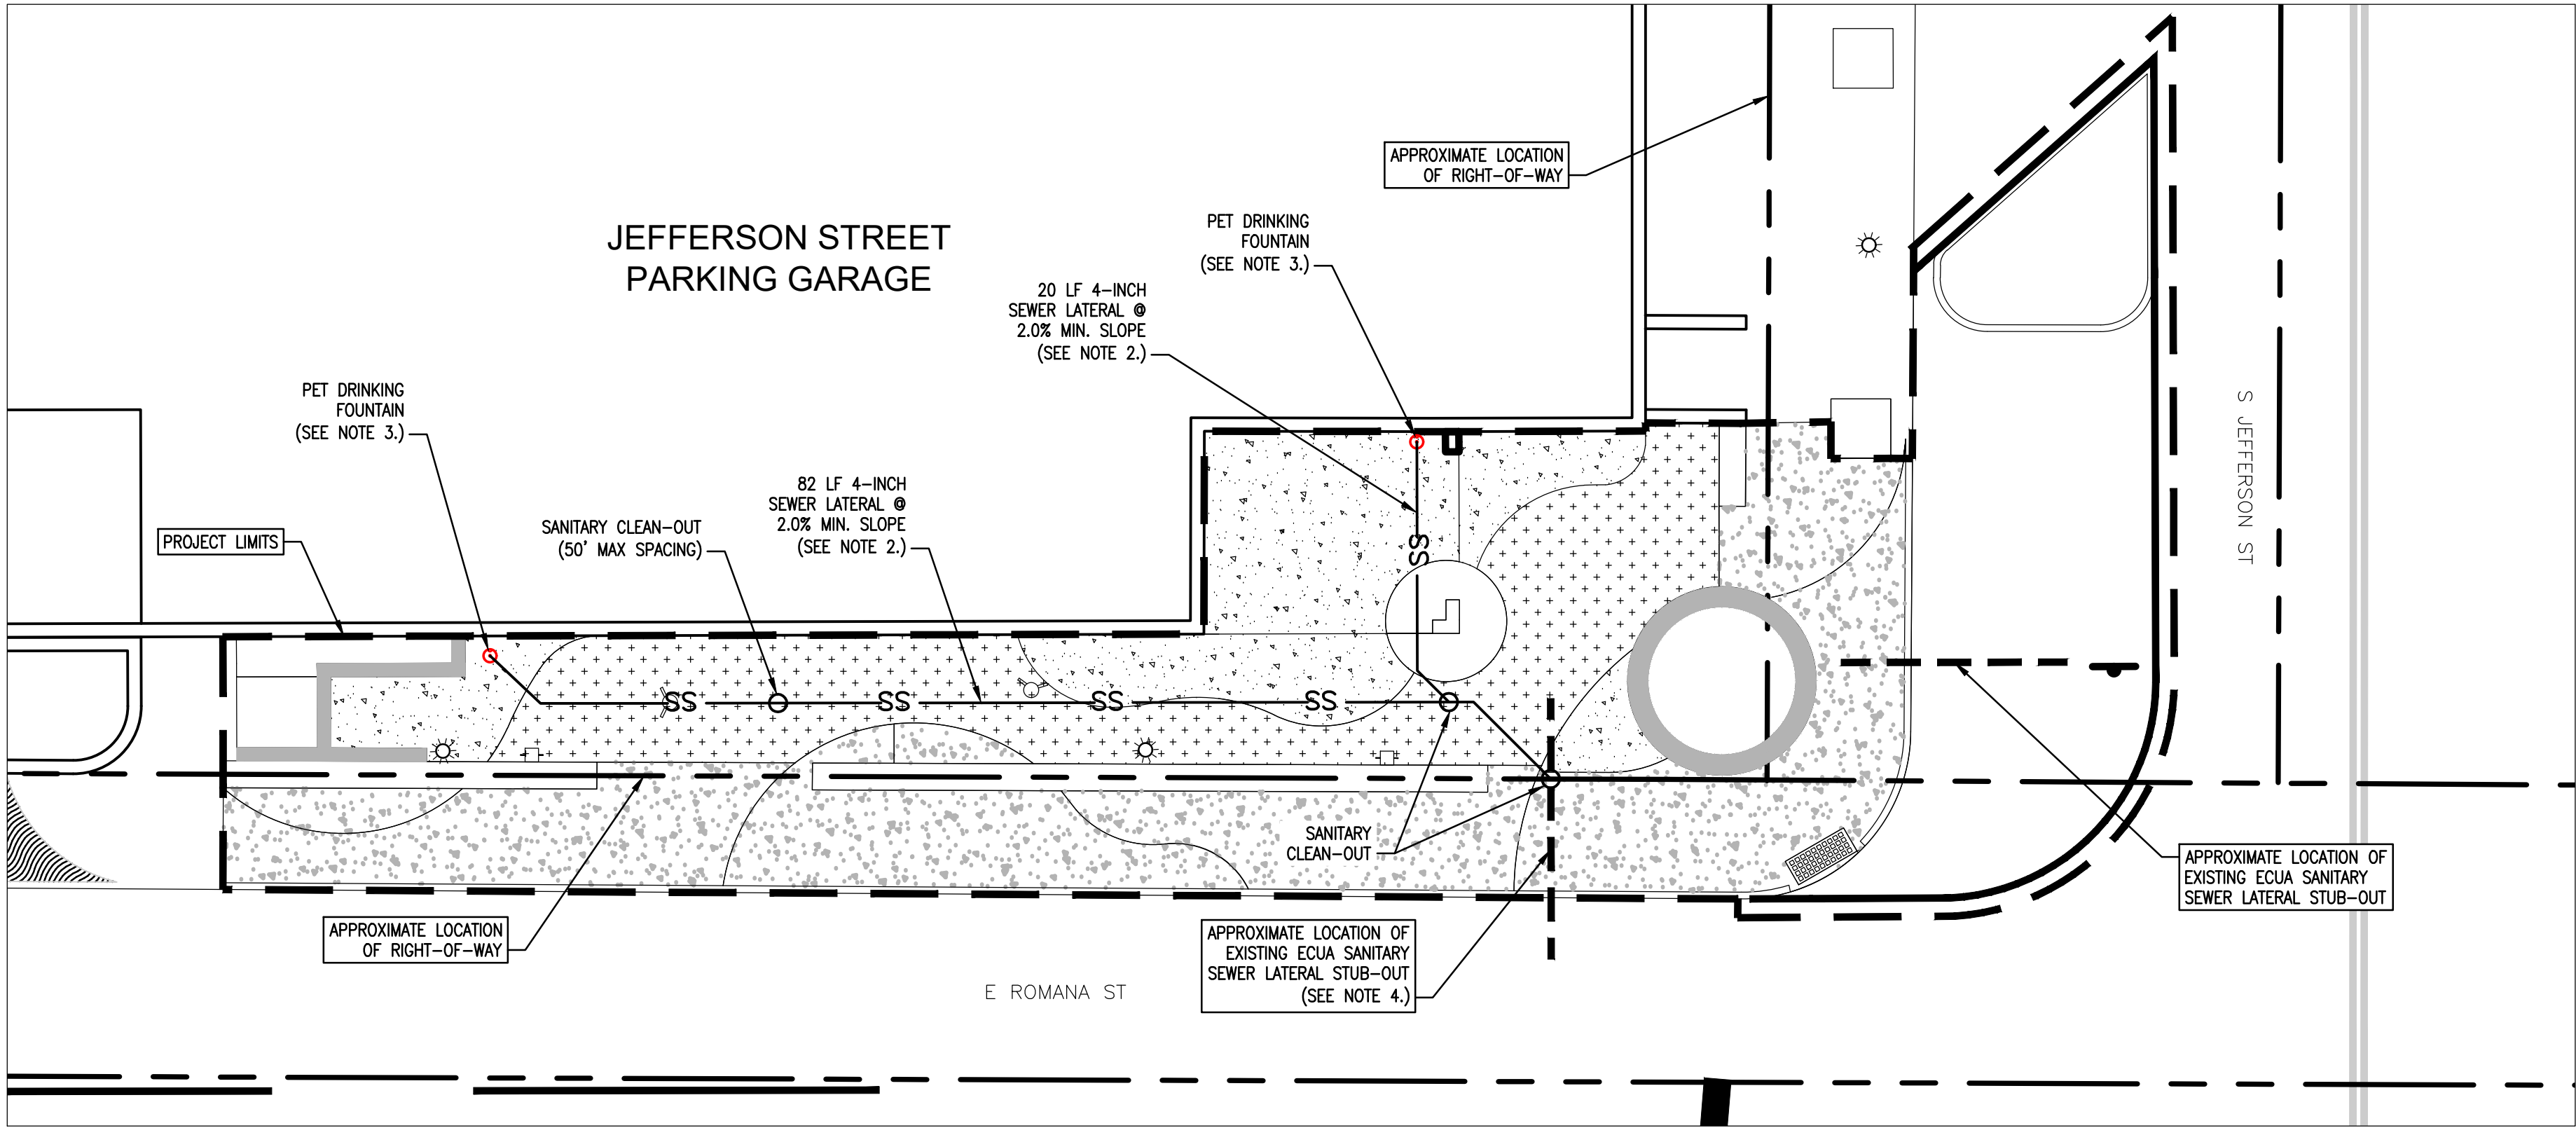 APPROXIMATE LOCATION
OF RIGHT-OF-WAY
JEFFERSON STREET
PARKING GARAGE
PET DRINKING
FOUNTAIN
(SEE NOTE 3.)
20 LF 4-INCH
SEWER LATERAL @
2.0% MIN. SLOPE
(SEE NOTE 2.)
PET DRINKING
FOUNTAIN
(SEE NOTE 3.)
82 LF 4-INCH
SEWER LATERAL @
2.0% MIN. SLOPE
(SEE NOTE 2.)
SANITARY CLEAN-OUT
(50' MAX SPACING)
PROJECT LIMITS
S JEFFERSON ST
SS
SS
SS
SS
SS
SANITARY
CLEAN-OUT
APPROXIMATE LOCATION OF
EXISTING ECUA SANITARY
SEWER LATERAL STUB-OUT
APPROXIMATE LOCATION
OF RIGHT-OF-WAY
APPROXIMATE LOCATION OF
EXISTING ECUA SANITARY
SEWER LATERAL STUB-OUT
(SEE NOTE 4.)
E ROMANA ST